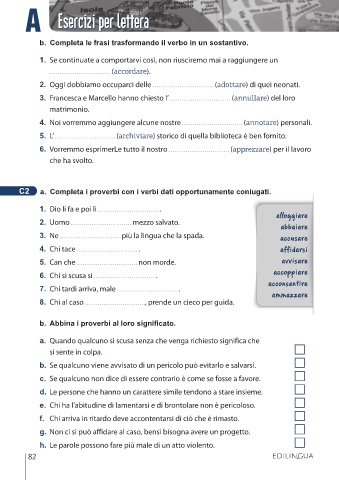 Isola
Ponte
Fabricio
A Esercizi per lettera
b. Completa le frasi trasformando il verbo in un sostantivo.
1. Se continuate a comportarvi così, non riusciremo mai a raggiungere un
.............................. (accordare).
2. Oggi dobbiamo occuparci delle .............................. (adottare) di quei neonati.
3. Francesca e Marcello hanno chiesto l'.............................. (annullare) del loro
matrimonio.
4. Noi vorremmo aggiungere alcune nostre .............................. (annotare) personali.
5. L'.............................. (archiviare) storico di quella biblioteca è ben fornito.
6. Vorremmo esprimerLe tutto il nostro .............................. (apprezzare) per il lavoro
che ha svolto.
C2 a. Completa i proverbi con i verbi dati opportunamente coniugati.
1. Dio li fa e poi li .............................. .
2. Uomo .............................. mezzo salvato.
3. Ne .............................. più la lingua che la spada.
4. Chi tace .............................. .
5. Can che .............................. non morde.
6. Chi si scusa si .............................. .
7. Chi tardi arriva, male .............................. .
8. Chi al caso .............................., prende un cieco per guida.
alloggiare
abbaiare
accusare
affidarsi
avvisare
accoppiare
acconsentire
ammazzare
b. Abbina i proverbi al loro significato.
a. Quando qualcuno si scusa senza che venga richiesto significa che
si sente in colpa.
b. Se qualcuno viene avvisato di un pericolo può evitarlo e salvarsi.
c. Se qualcuno non dice di essere contrario è come se fosse a favore.
d. Le persone che hanno un carattere simile tendono a stare insieme.
e. Chi ha l'abitudine di lamentarsi e di brontolare non è pericoloso.
f. Chi arriva in ritardo deve accontentarsi di ciò che è rimasto.
g. Non ci si può affidare al caso, bensì bisogna avere un progetto.
h. Le parole possono fare più male di un atto violento.
82
EDILINGUA